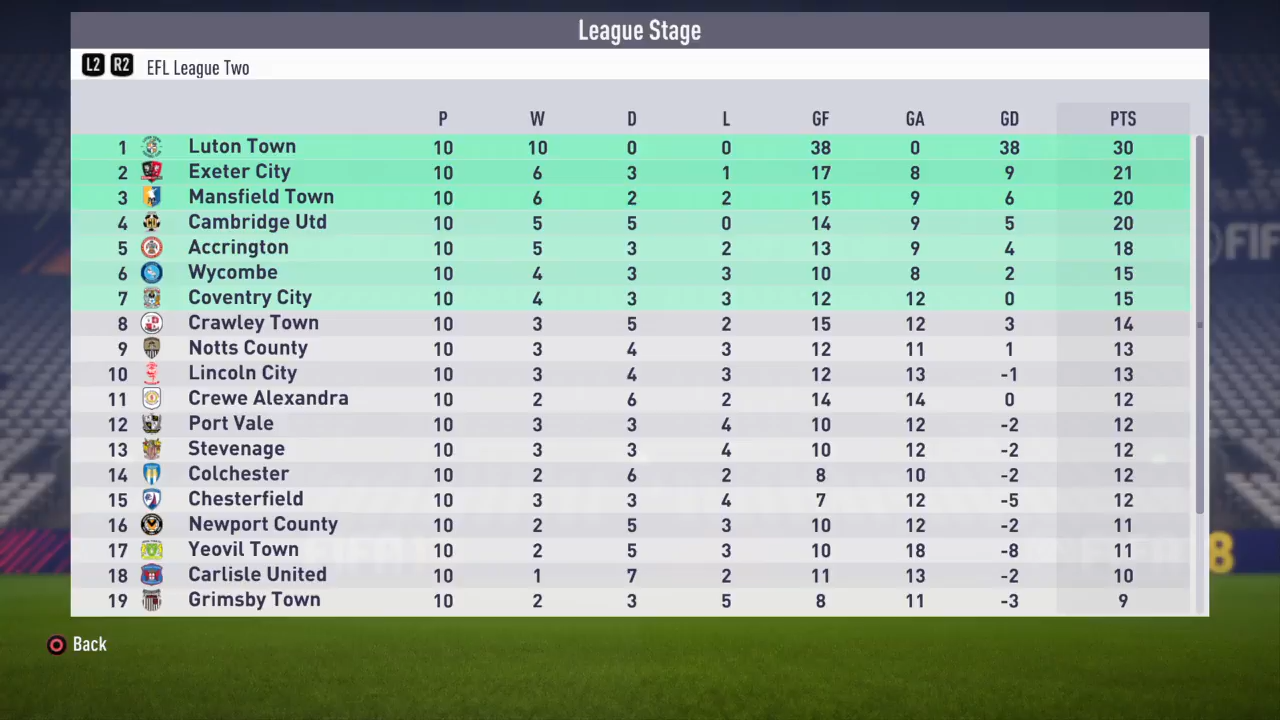 League Stage
L2 R2 EFL League Two
P W D L GF GA GD PTS
1 Luton Town 10 10 0 0 38 0 38 30
2 Exeter City 10 6 3 1 17 8 9 21
3 Mansfield Town 10 6 2 2 15 9 6 20
4 Cambridge Utd 10 5 5 0 14 9 5 20
5 Accrington 10 5 3 2 13 9 4 18
6 Wycombe 10 4 3 3 10 8 2 15
7 Coventry City 10 4 3 3 12 12 0 15
8 Crawley Town 10 3 5 2 15 12 3 14
9 Notts County 10 3 4 3 12 11 1 13
10 Lincoln City 10 3 4 3 12 13 -1 13
11 Crewe Alexandra 10 2 6 2 14 14 0 12
12 Port Vale 10 3 3 4 10 12 -2 12
13 Stevenage 10 3 3 4 10 12 -2 12
14 Colchester 10 2 6 2 8 10 -2 12
15 Chesterfield 10 3 3 4 7 12 -5 12
16 Newport County 10 2 5 3 10 12 -2 11
17 Yeovil Town 10 2 5 3 10 18 -8 11
18 Carlisle United 10 1 7 2 11 13 -2 10
19 Grimsby Town 10 2 3 5 8 11 -3 9
Back